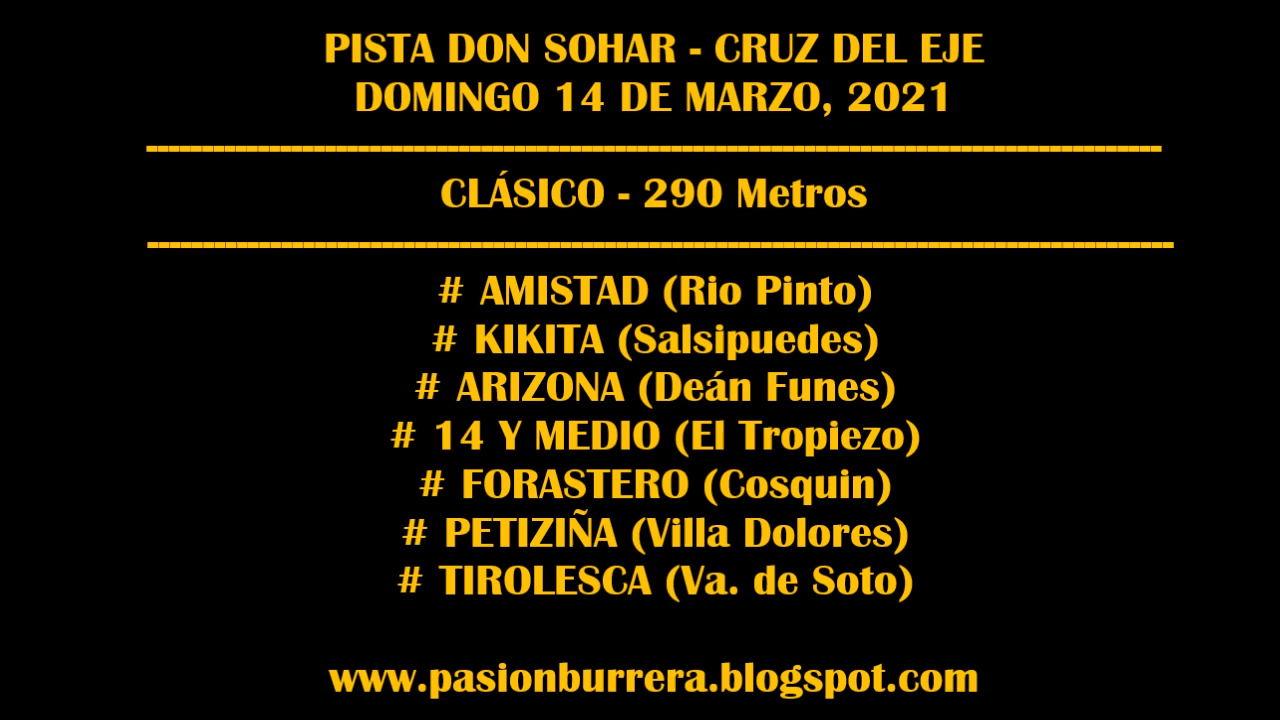 PISTA DON SOHAR - CRUZ DEL EJE
DOMINGO 14 DE MARZO, 2021
--------------------------------------------------------------------------------
CLÁSICO - 290 Metros
--------------------------------------------------------------------------------
# AMISTAD (Rio Pinto)
# KIKITA (Salsipuedes)
# ARIZONA (Deán Funes)
# 14 Y MEDIO (El Tropiezo)
# FORASTERO (Cosquin)
# PETIZIÑA (Villa Dolores)
# TIROLESCA (Va. de Soto)
www.pasionburrera.blogspot.com